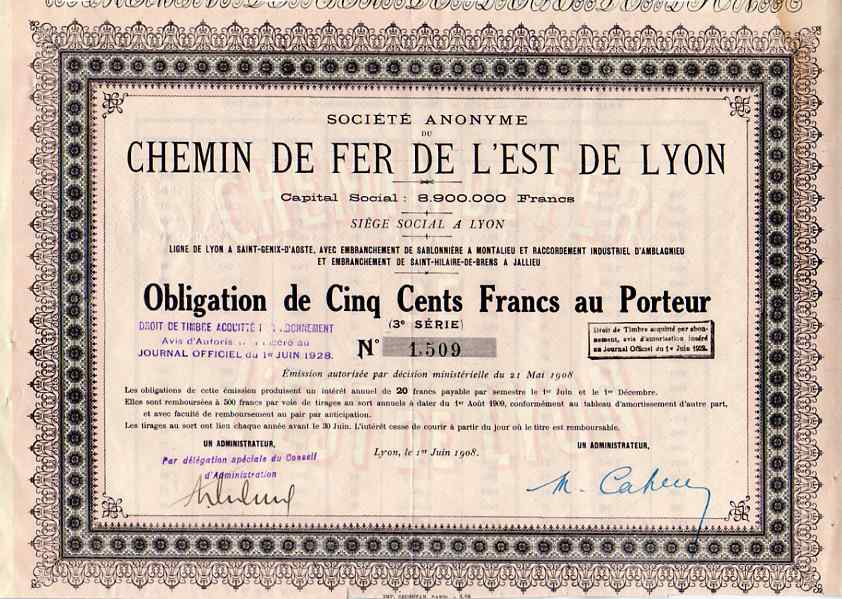 SOCIÉTÉ ANONYME
DU
CHEMIN DE FER DE L'EST DE LYON
Capital Social : 8.900.000 Francs
SIÈGE SOCIAL A LYON
LIGNE DE LYON A SAINT-GENIX-D'AOSTE, AVEC EMBRANCHEMENT DE SABLONNIÈRE A MONTALIEU ET RACCORDEMENT INDUSTRIEL D'AMBLAGNIEU
ET EMBRANCHEMENT DE SAINT-HILAIRE-DE-BRENS A JALLIEU
Obligation de Cinq Cents Francs au Porteur
(3e SÉRIE)
DROIT DE TIMBRE ACQUITTÉ
Avis d'Autoris
JOURNAL OFFICIEL du 1er JUIN 1928.
No 1.509
Droit de Timbre acquitté par abon-
nement, avis d'autorisation inséré
au Journal Officiel du 1er Juin 1928.
Émission autorisée par décision ministérielle du 21 Mai 1908
Les obligations de cette émission produisent un intérêt annuel de 20 francs payable par semestre le 1er Juin et le 1er Décembre.
Elles sont remboursées à 500 francs par voie de tirages au sort annuels à dater du 1er Août 1909, conformément au tableau d'amortissement d'autre part,
et avec faculté de remboursement au pair par anticipation.
Les tirages au sort ont lieu chaque année avant le 30 Juin. L'intérêt cesse de courir à partir du jour où le titre est remboursable.
UN ADMINISTRATEUR,
Par délégation spéciale du Conseil
d'Administration
Lyon, le 1er Juin 1908.
UN ADMINISTRATEUR,
M. Cahen